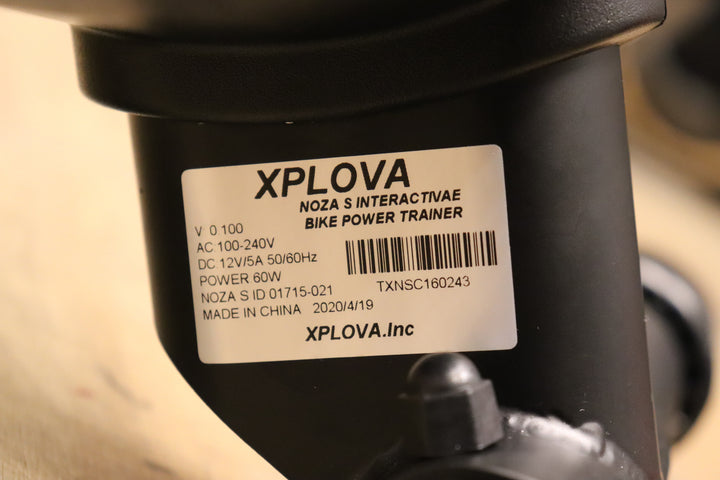 XPLOVA
NOZA S INTERACTIVAE
BIKE POWER TRAINER
V: 0.100
AC:100-240V
DC:12V/5A 50/60Hz
POWER 60W
NOZA S ID 01715-021
MADE IN CHINA 2020/4/19
TXNSC160243
XPLOVA.Inc